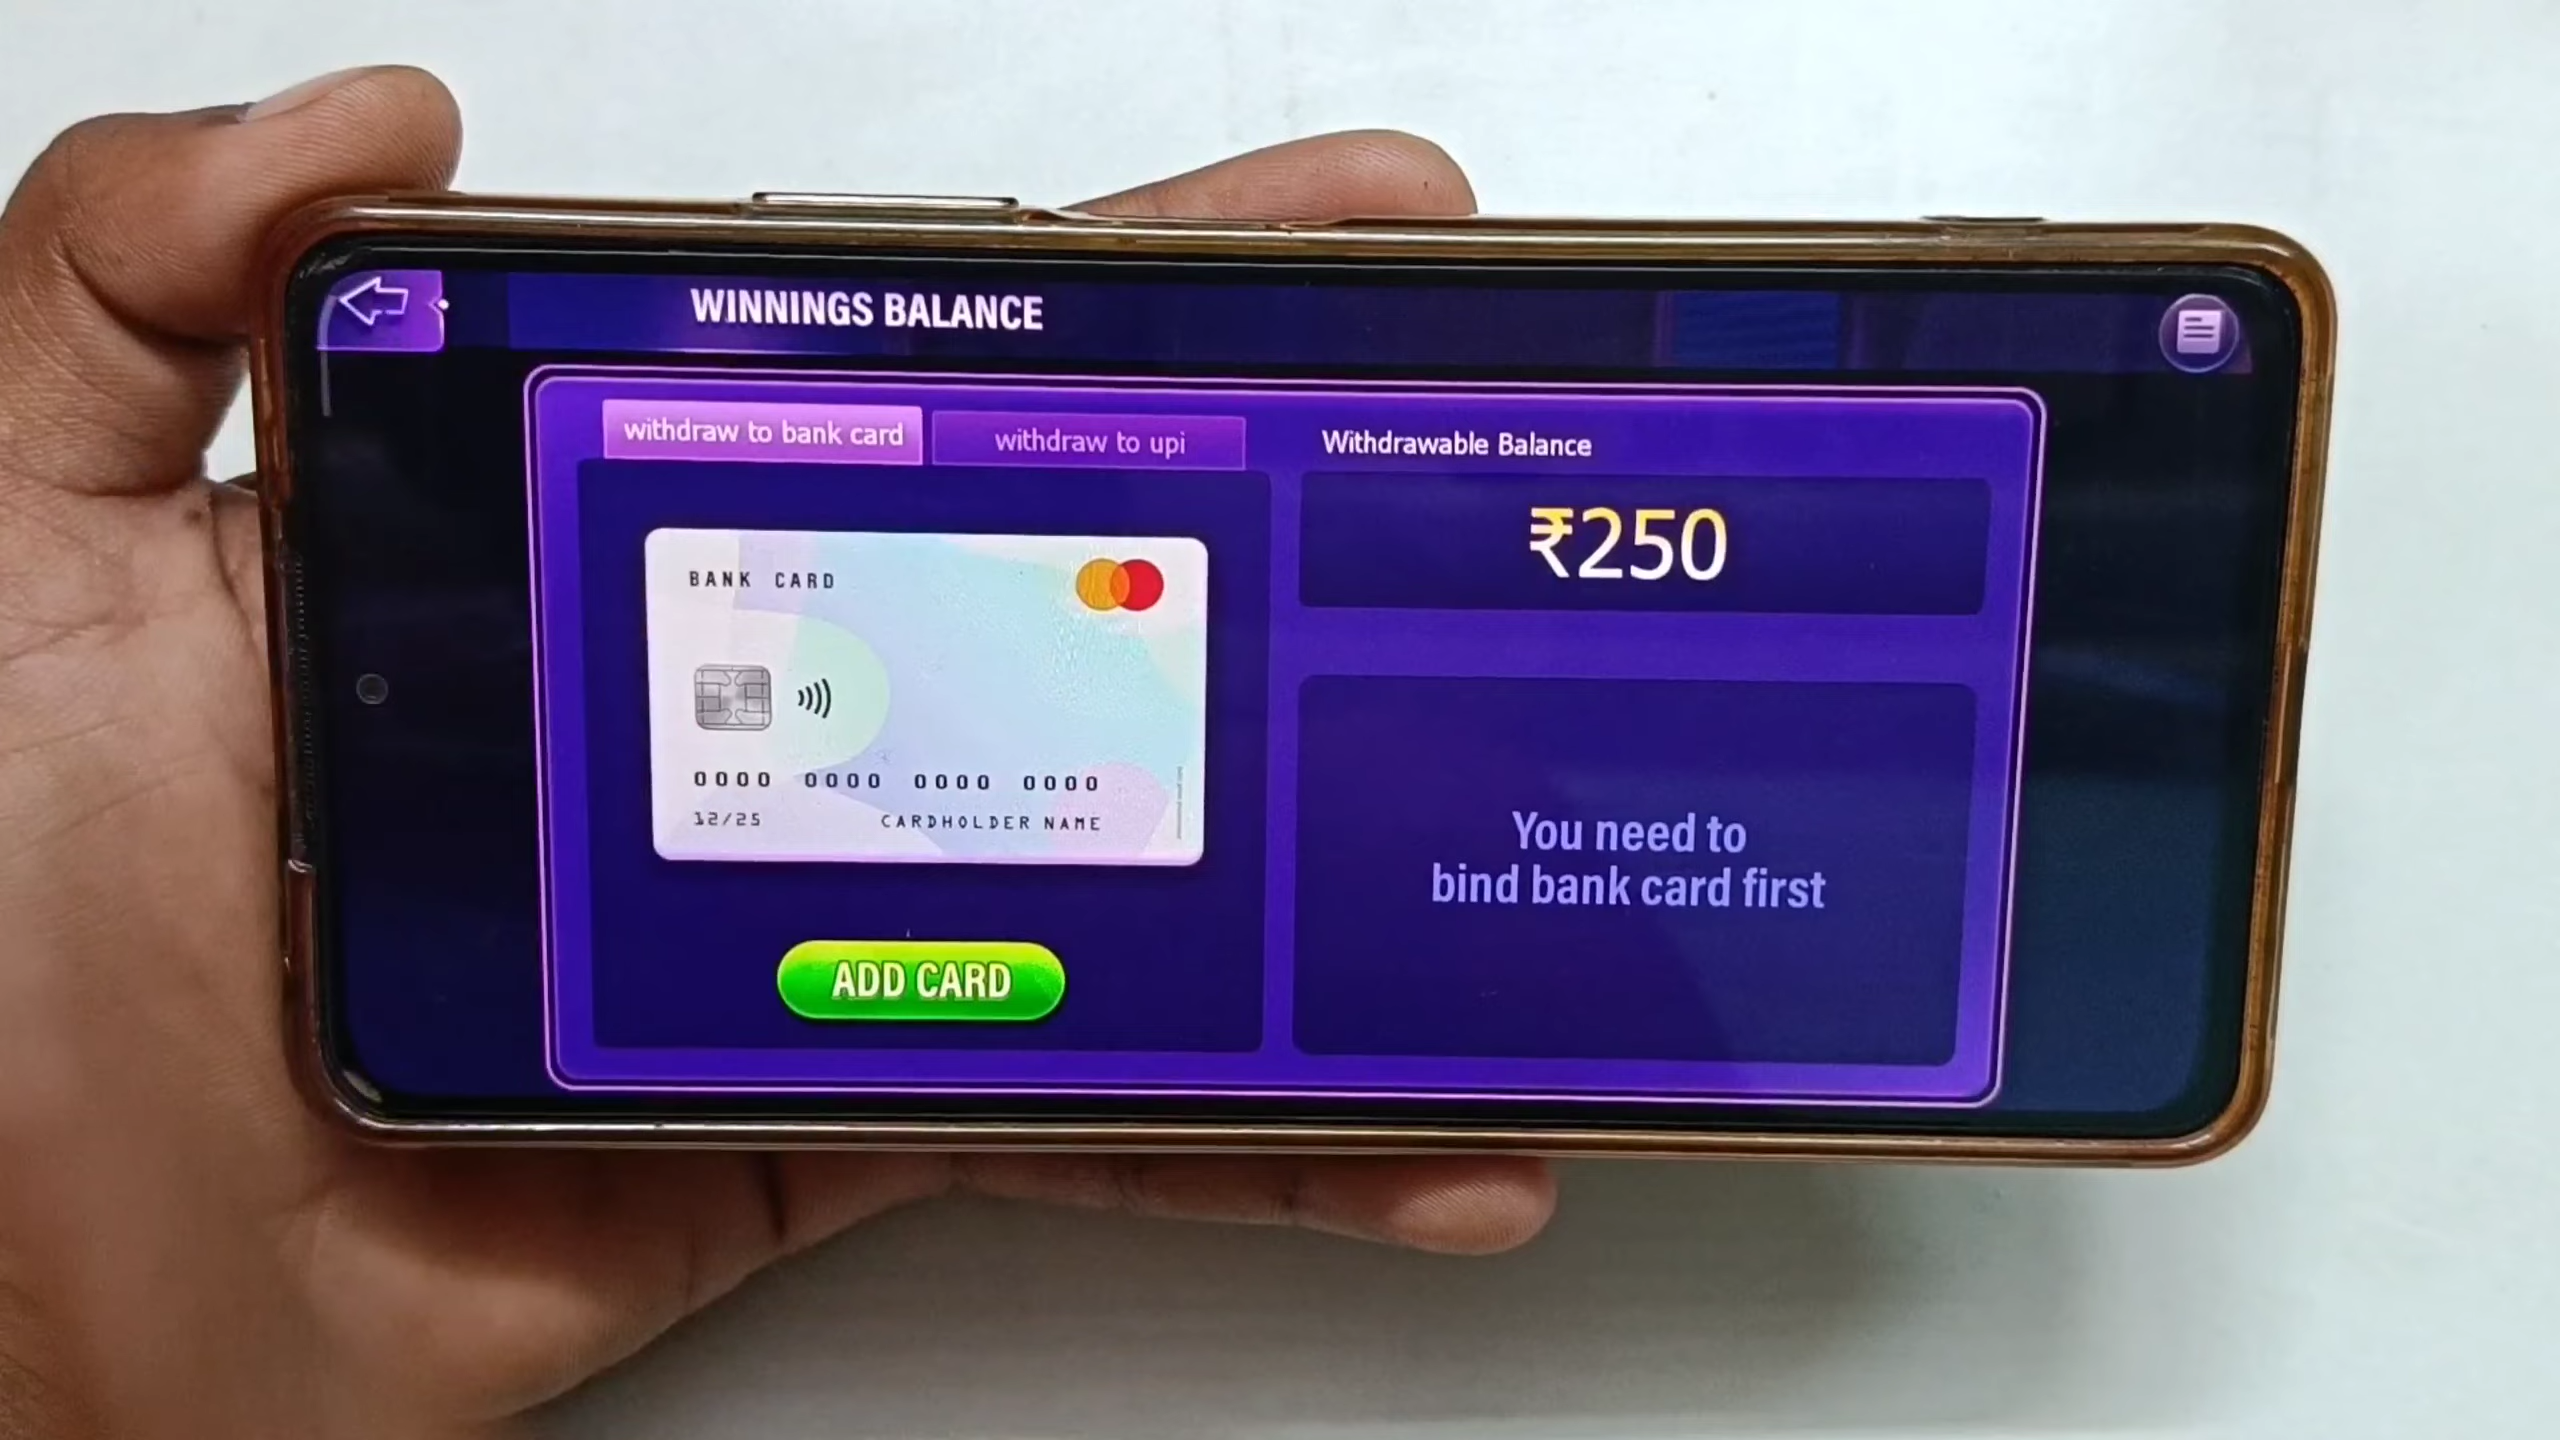 WINNINGS BALANCE
withdraw to bank card
withdraw to upi
Withdrawable Balance
₹250
BANK CARD
0000 0000 0000 0000
12/25
CARDHOLDER NAME
ADD CARD
You need to
bind bank card first